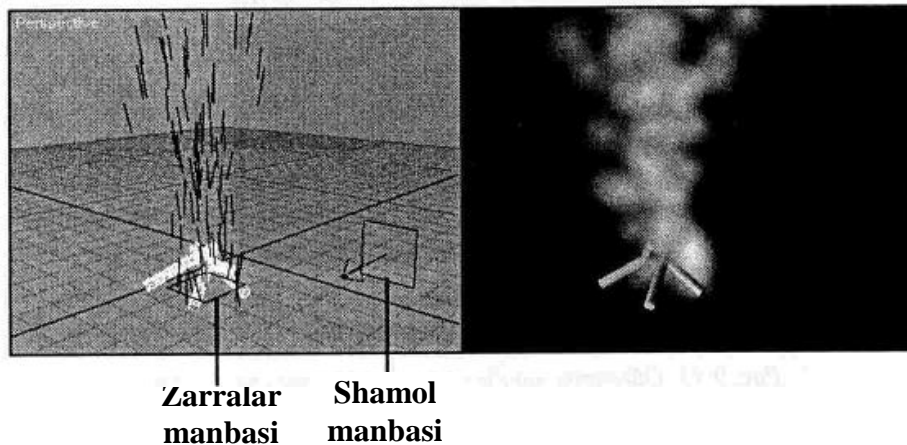 Perspective
Zarralar
manbasi
Shamol
manbasi